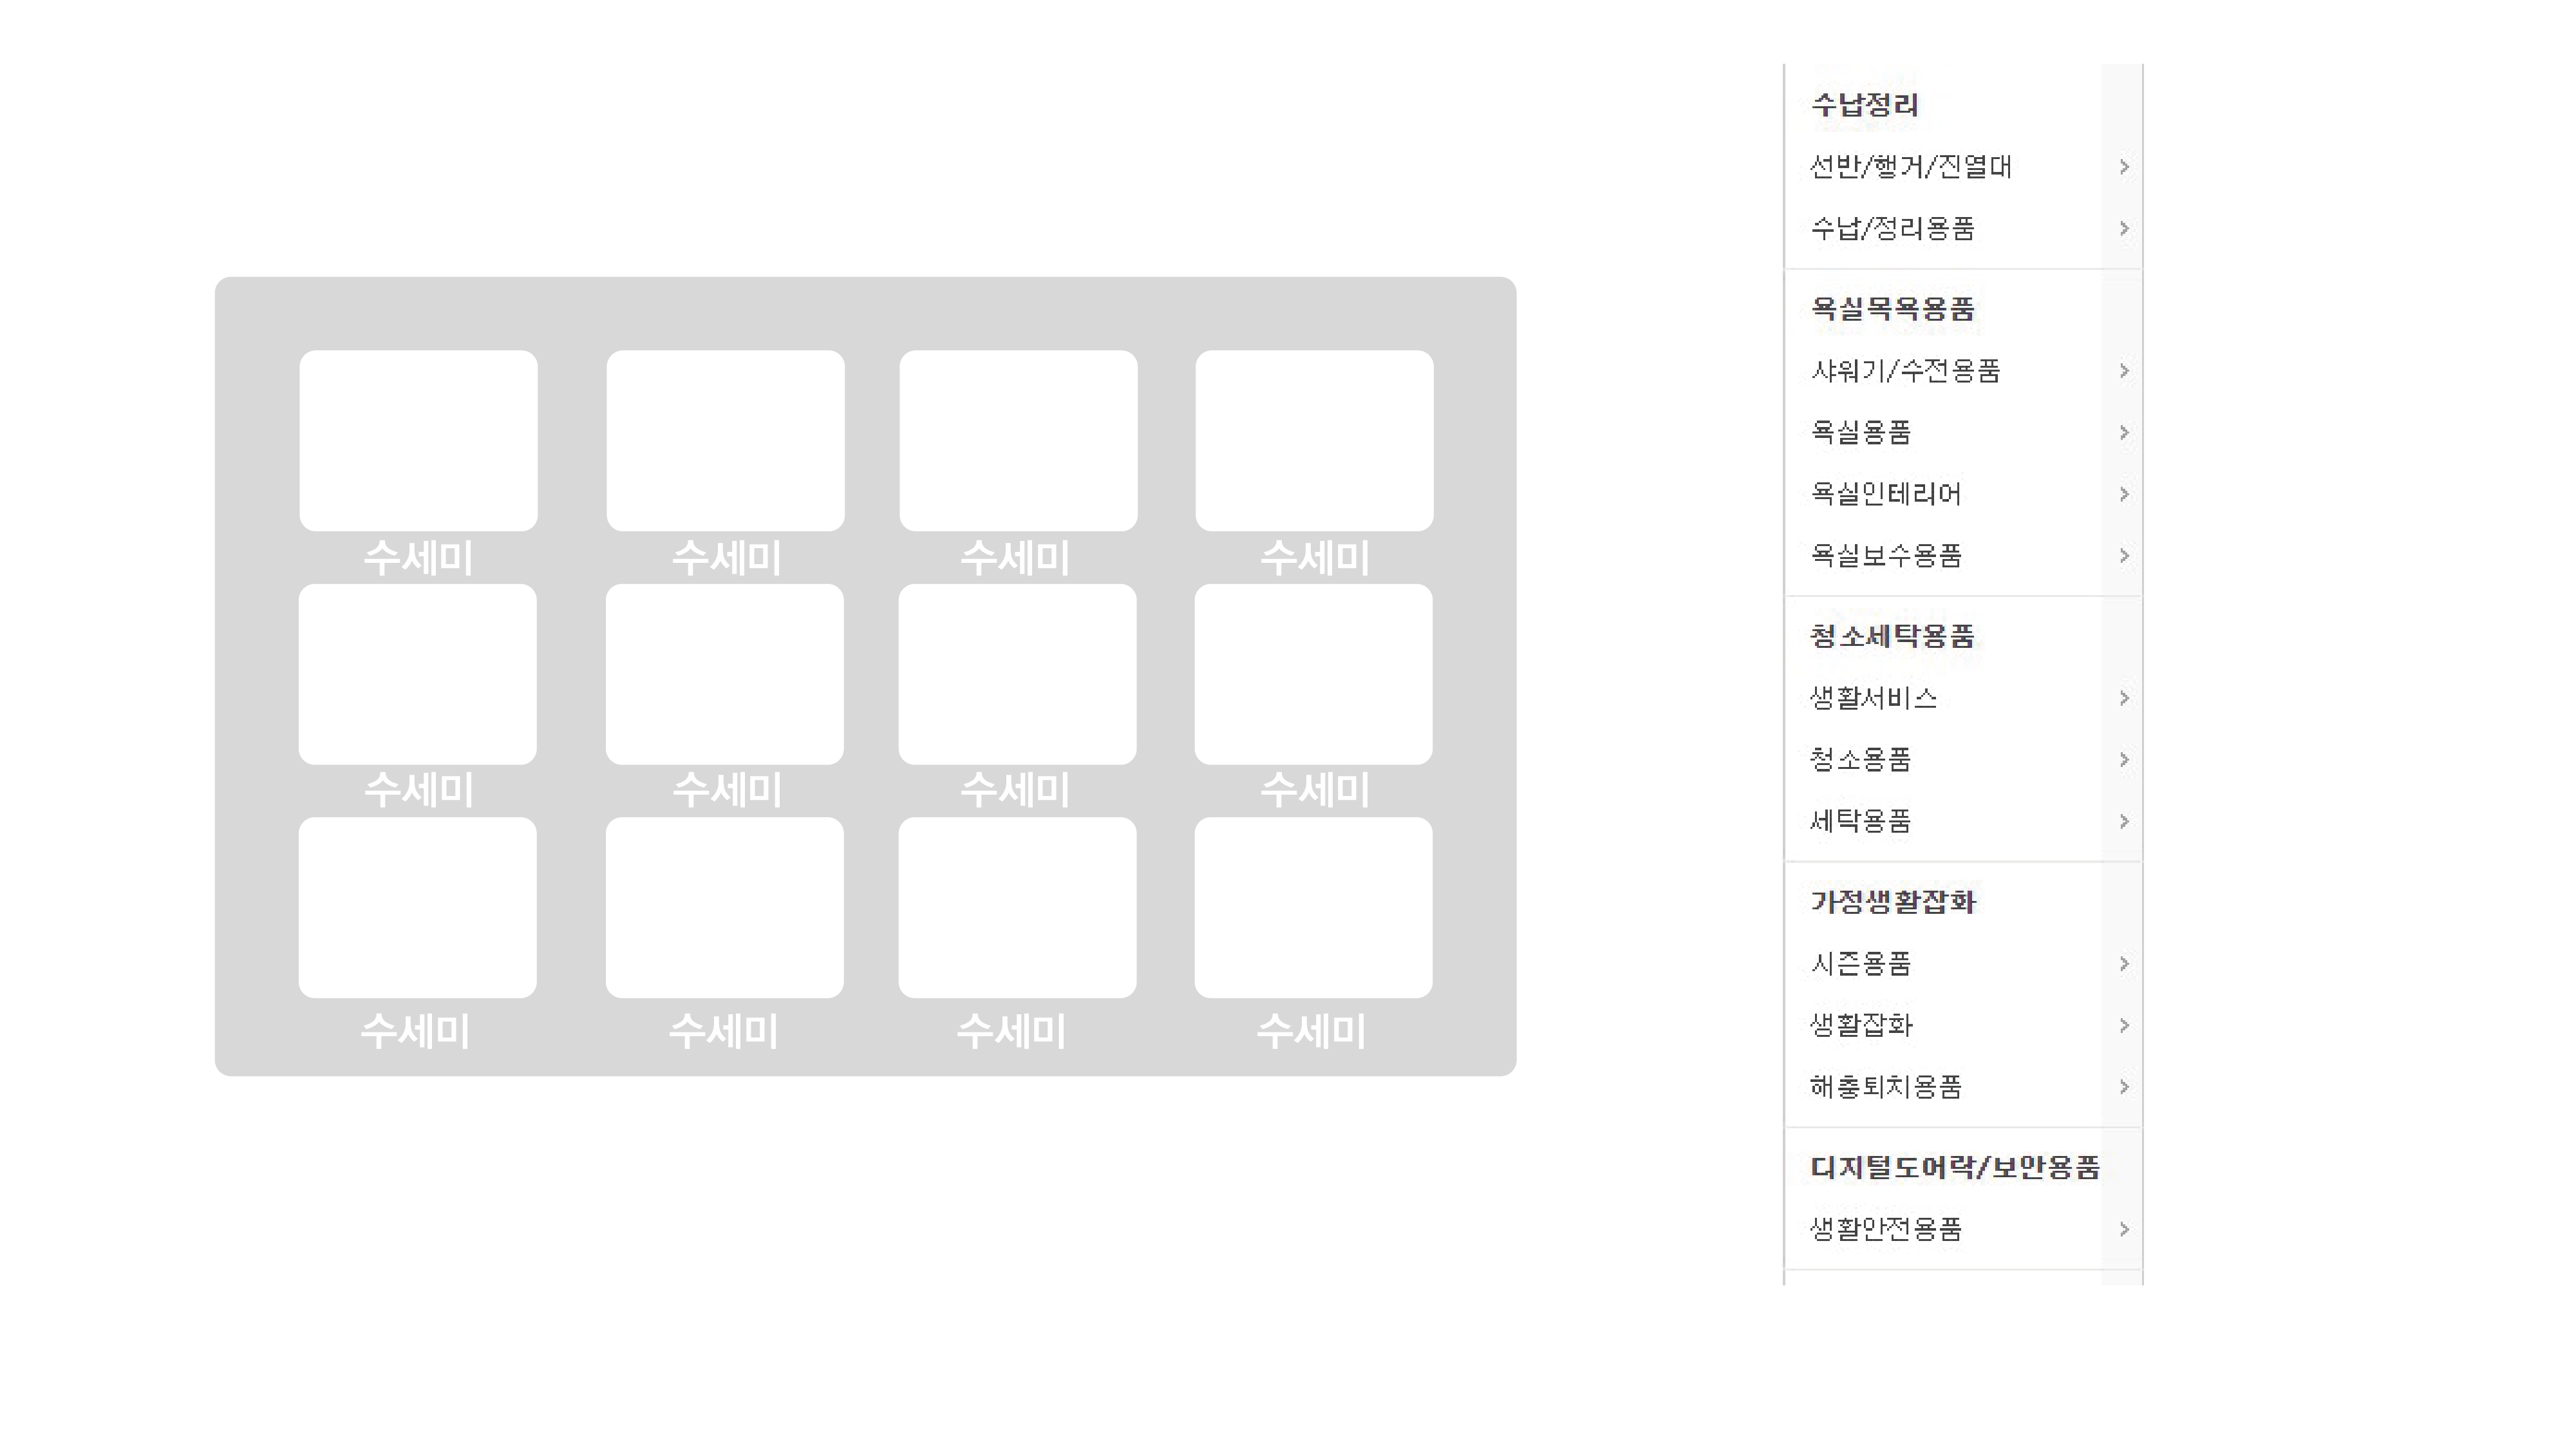 수세미 수세미 수세미 수세미
수세미 수세미 수세미 수세미
수세미 수세미 수세미 수세미
수납정리
선반/행거/진열대
수납/정리용품
욕실목욕용품
샤워기/수전용품
욕실용품
욕실인테리어
욕실보수용품
청소세탁용품
생활서비스
청소용품
세탁용품
가정생활잡화
시즌용품
생활잡화
해충퇴치용품
디지털도어락/보안용품
생활안전용품